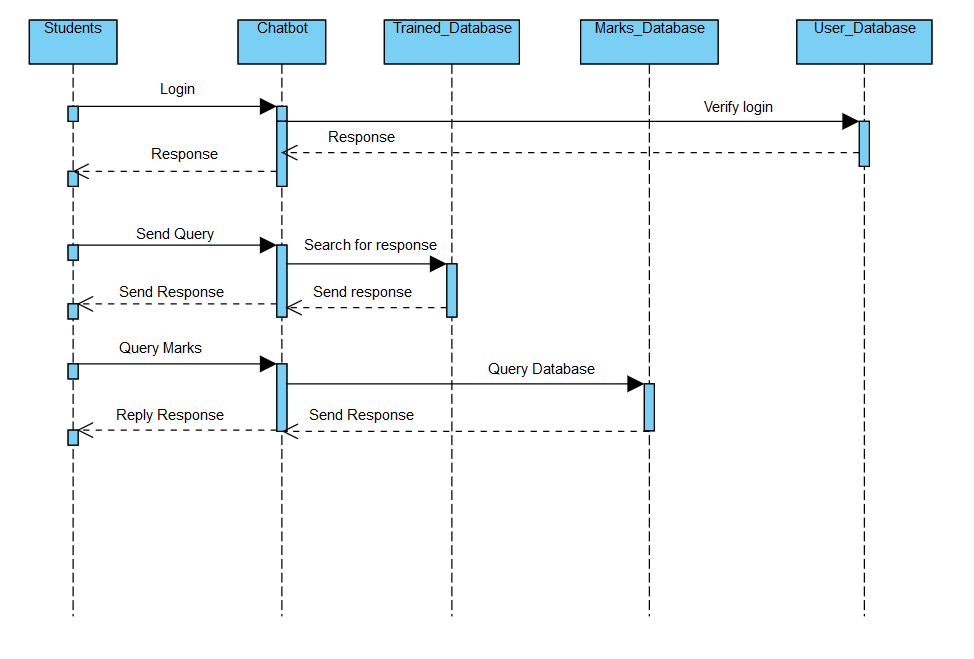 Students
Chatbot
Trained_Database
Marks_Database
User_Database
Login
Verify login
Response
Response
Send Query
Search for response
Send Response
Send response
Query Marks
Query Database
Reply Response
Send Response